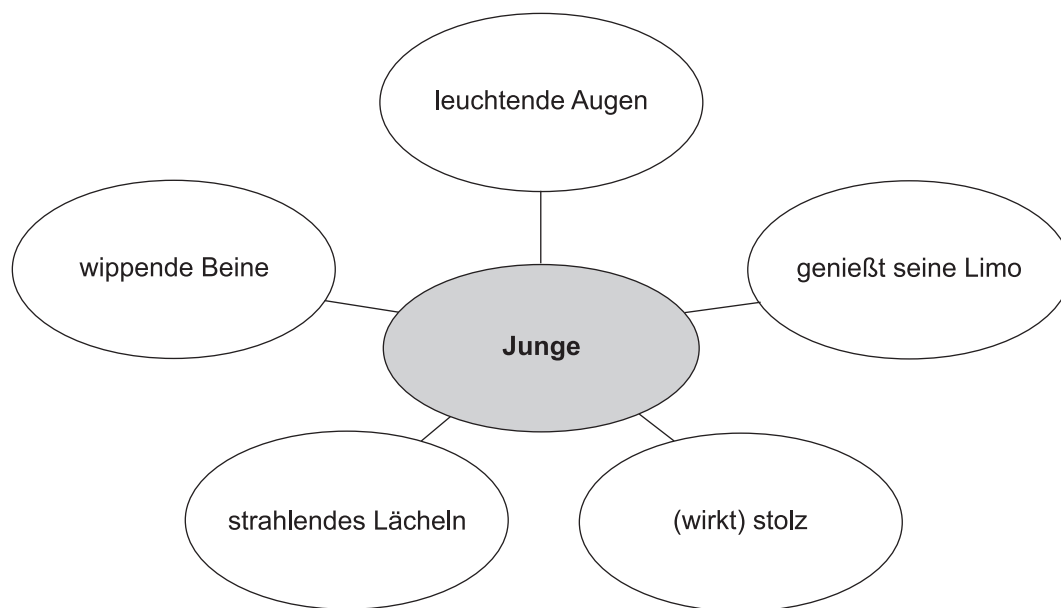 leuchtende Augen
wippende Beine
genießt seine Limo
Junge
strahlendes Lächeln
(wirkt) stolz